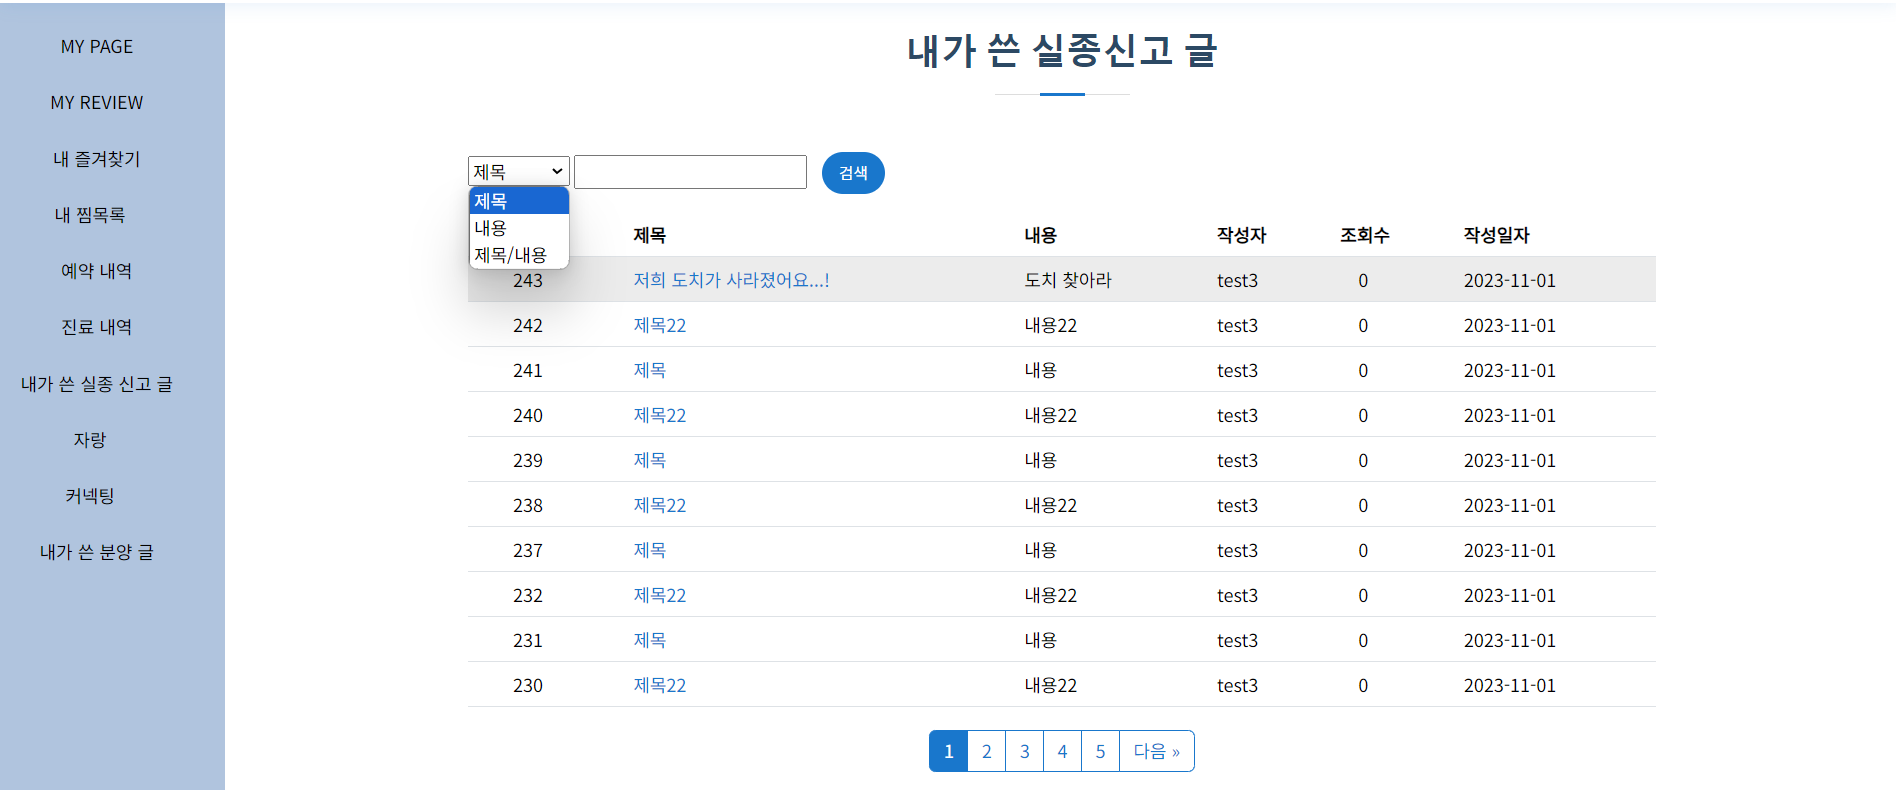 MY PAGE
MY REVIEW
내 즐겨찾기
내 찜목록
예약 내역
진료 내역
내가 쓴 실종 신고 글
자랑
커넥팅
내가 쓴 분양 글
내가 쓴 실종신고 글
제목 검색
제목
내용
제목/내용
제목 내용 작성자 조회수 작성일자
243 저희 도치가 사라졌어요...! 도치 찾아라 test3 0 2023-11-01
242 제목22 내용22 test3 0 2023-11-01
241 제목 내용 test3 0 2023-11-01
240 제목22 내용22 test3 0 2023-11-01
239 제목 내용 test3 0 2023-11-01
238 제목22 내용22 test3 0 2023-11-01
237 제목 내용 test3 0 2023-11-01
232 제목22 내용22 test3 0 2023-11-01
231 제목 내용 test3 0 2023-11-01
230 제목22 내용22 test3 0 2023-11-01
1 2 3 4 5 다음 »